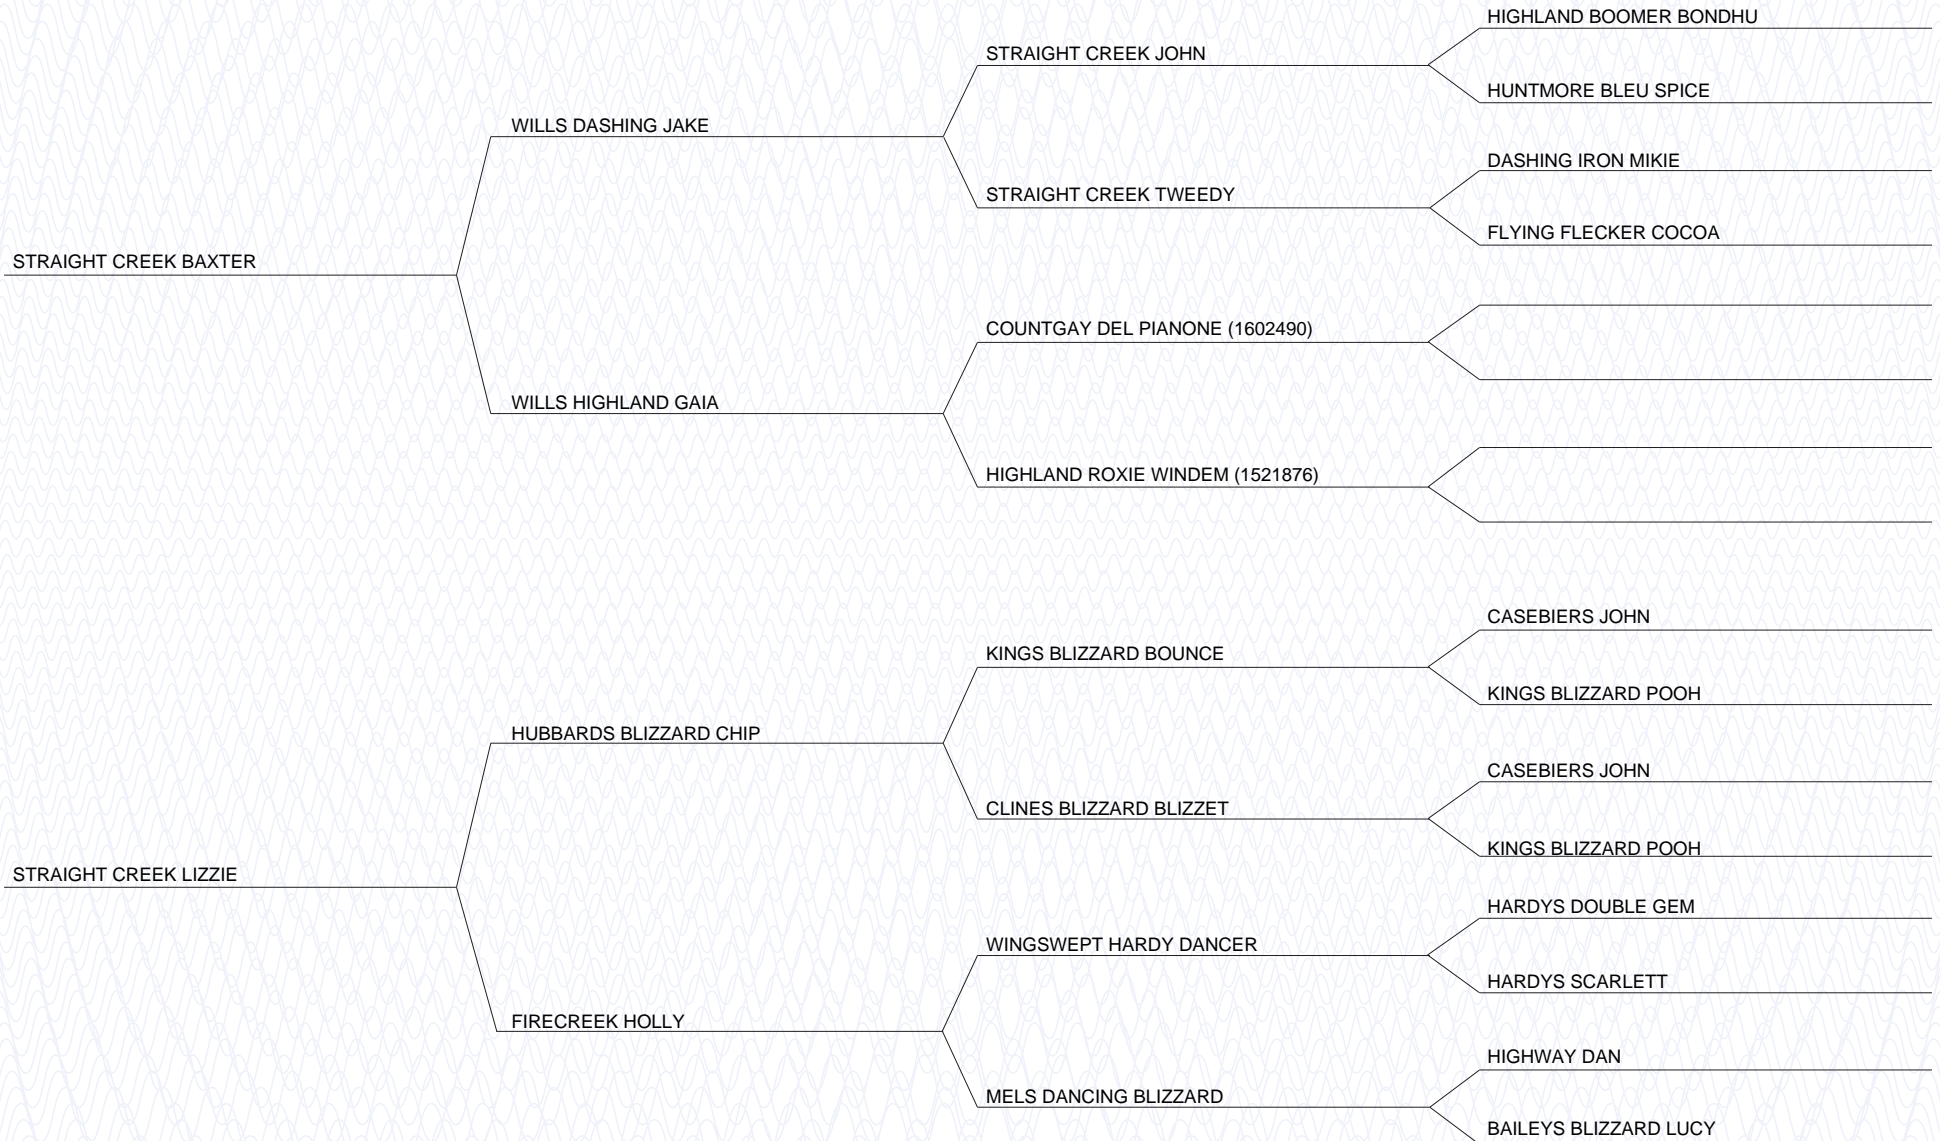 HIGHLAND BOOMER BONDHU
STRAIGHT CREEK JOHN
HUNTMORE BLEU SPICE
WILLS DASHING JAKE
DASHING IRON MIKIE
STRAIGHT CREEK TWEEDY
FLYING FLECKER COCOA
STRAIGHT CREEK BAXTER
COUNTGAY DEL PIANONE (1602490)
WILLS HIGHLAND GAIA
HIGHLAND ROXIE WINDEM (1521876)
CASEBIERS JOHN
KINGS BLIZZARD BOUNCE
KINGS BLIZZARD POOH
HUBBARDS BLIZZARD CHIP
CASEBIERS JOHN
CLINES BLIZZARD BLIZZET
KINGS BLIZZARD POOH
STRAIGHT CREEK LIZZIE
HARDYS DOUBLE GEM
WINGSWEPT HARDY DANCER
HARDYS SCARLETT
FIRECREEK HOLLY
HIGHWAY DAN
MELS DANCING BLIZZARD
BAILEYS BLIZZARD LUCY